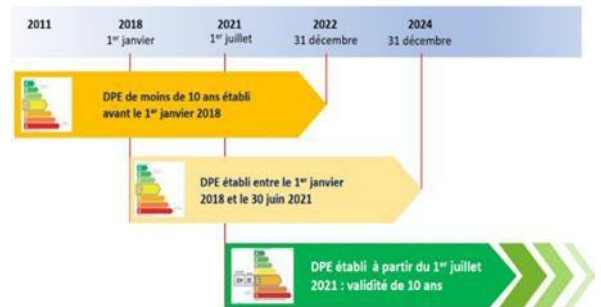 2011 2018 2021 2022 2024
1er janvier 1er juillet 31 décembre 31 décembre
DPE de moins de 10 ans établi
avant le 1er janvier 2018
DPE établi entre le 1er janvier
2018 et le 30 juin 2021
DPE établi à partir du 1er juillet
2021 : validité de 10 ans